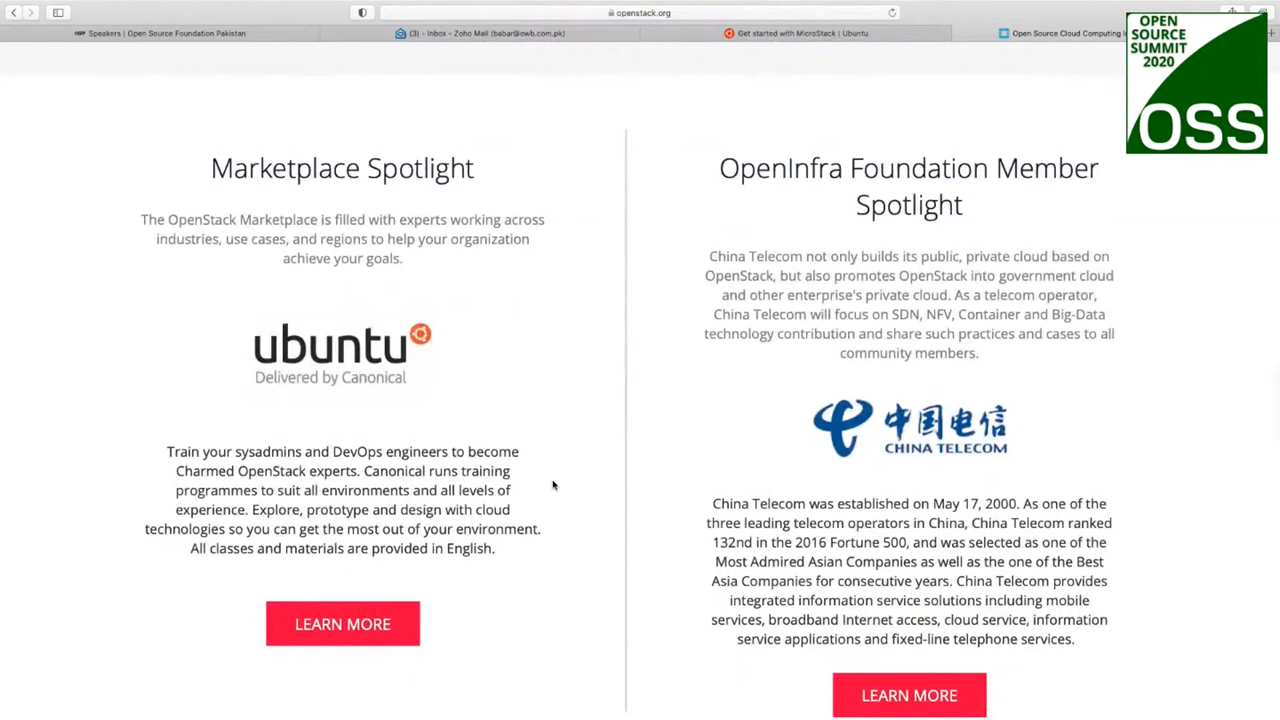 openstack.org
Speakers | Open Source Foundation Pakistan
(3) - Inbox - Zoho Mail (babar@owb.com.pk)
Get started with MicroStack | Ubuntu
Open Source Cloud Computing
OPEN
SOURCE
SUMMIT
2020
OSS
Marketplace Spotlight
The OpenStack Marketplace is filled with experts working across
industries, use cases, and regions to help your organization
achieve your goals.
ubuntu
Delivered by Canonical
Train your sysadmins and DevOps engineers to become
Charmed OpenStack experts. Canonical runs training
programmes to suit all environments and all levels of
experience. Explore, prototype and design with cloud
technologies so you can get the most out of your environment.
All classes and materials are provided in English.
LEARN MORE
OpenInfra Foundation Member
Spotlight
China Telecom not only builds its public, private cloud based on
OpenStack, but also promotes OpenStack into government cloud
and other enterprise's private cloud. As a telecom operator,
China Telecom will focus on SDN, NFV, Container and Big-Data
technology contribution and share such practices and cases to all
community members.
中国电信
CHINA TELECOM
China Telecom was established on May 17, 2000. As one of the
three leading telecom operators in China, China Telecom ranked
132nd in the 2016 Fortune 500, and was selected as one of the
Most Admired Asian Companies as well as the one of the Best
Asia Companies for consecutive years. China Telecom provides
integrated information service solutions including mobile
services, broadband Internet access, cloud service, information
service applications and fixed-line telephone services.
LEARN MORE